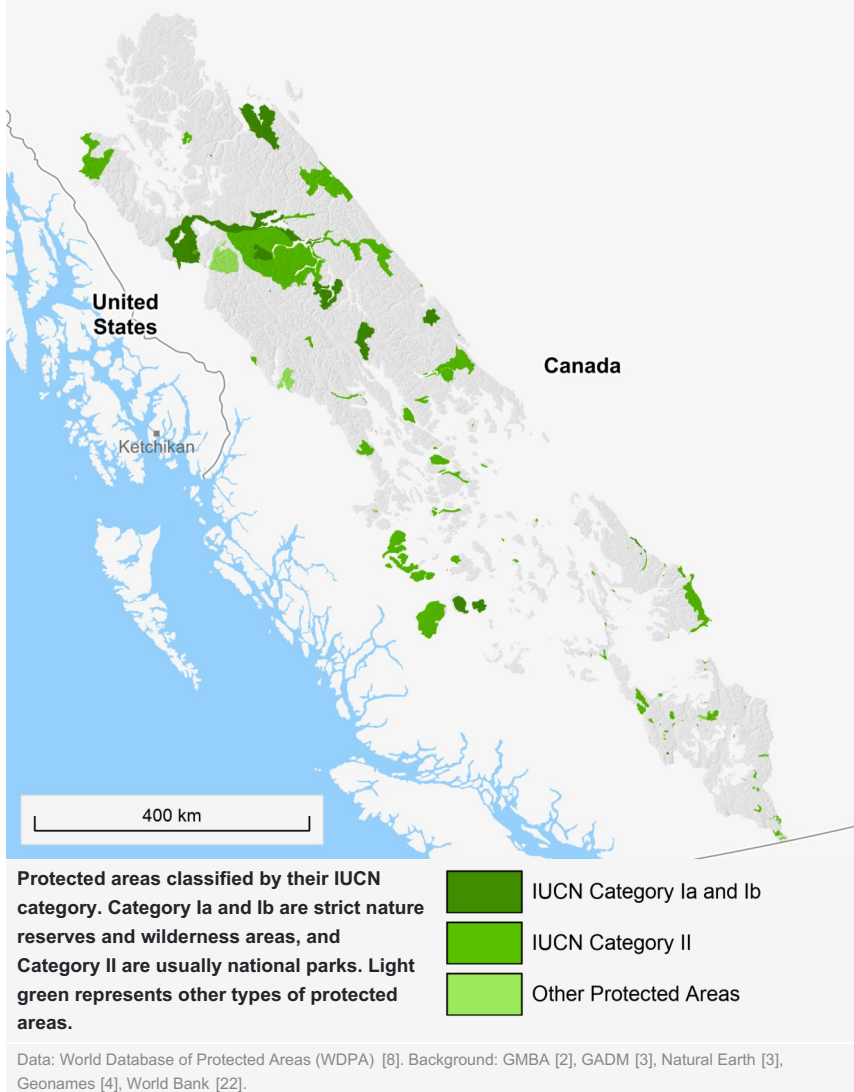 United
States
Canada
Ketchikan
400 km
Protected areas classified by their IUCN
category. Category Ia and Ib are strict nature
reserves and wilderness areas, and
Category II are usually national parks. Light
green represents other types of protected
areas.
IUCN Category Ia and Ib
IUCN Category II
Other Protected Areas
Data: World Database of Protected Areas (WDPA) [8]. Background: GMBA [2], GADM [3], Natural Earth [3],
Geonames [4], World Bank [22].